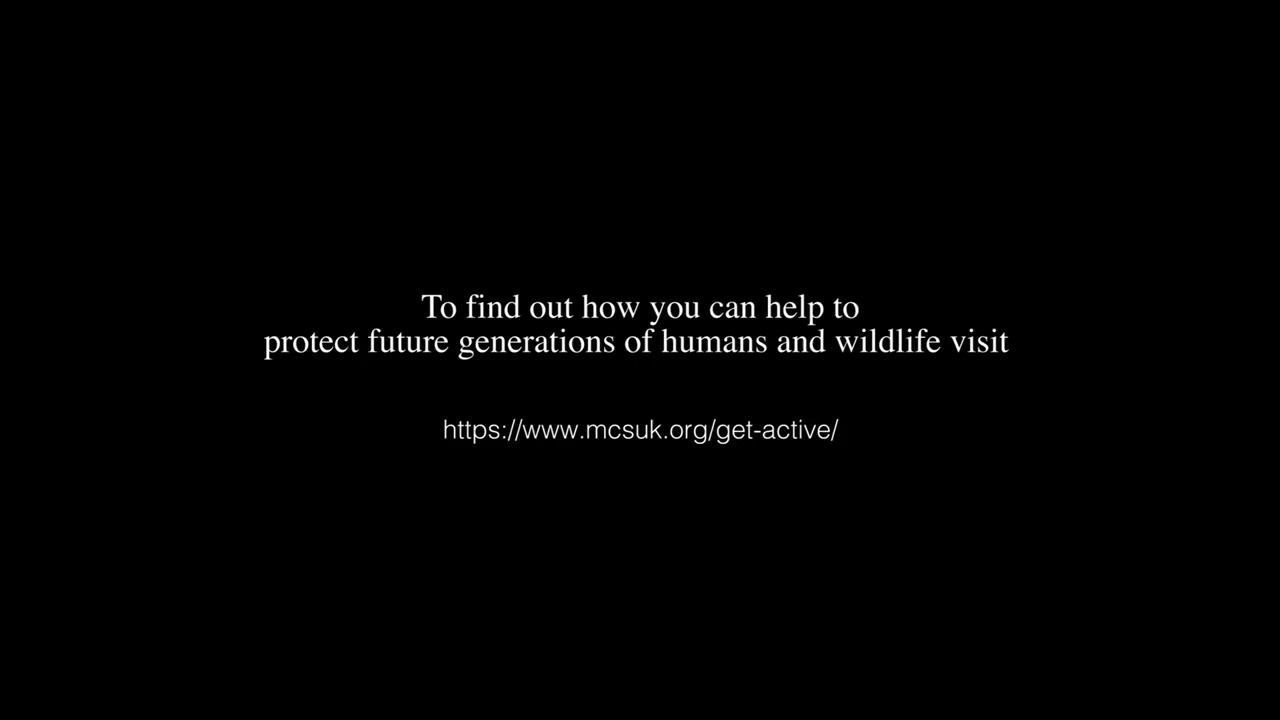 To find out how you can help to
protect future generations of humans and wildlife visit
https://www.mcsuk.org/get-active/